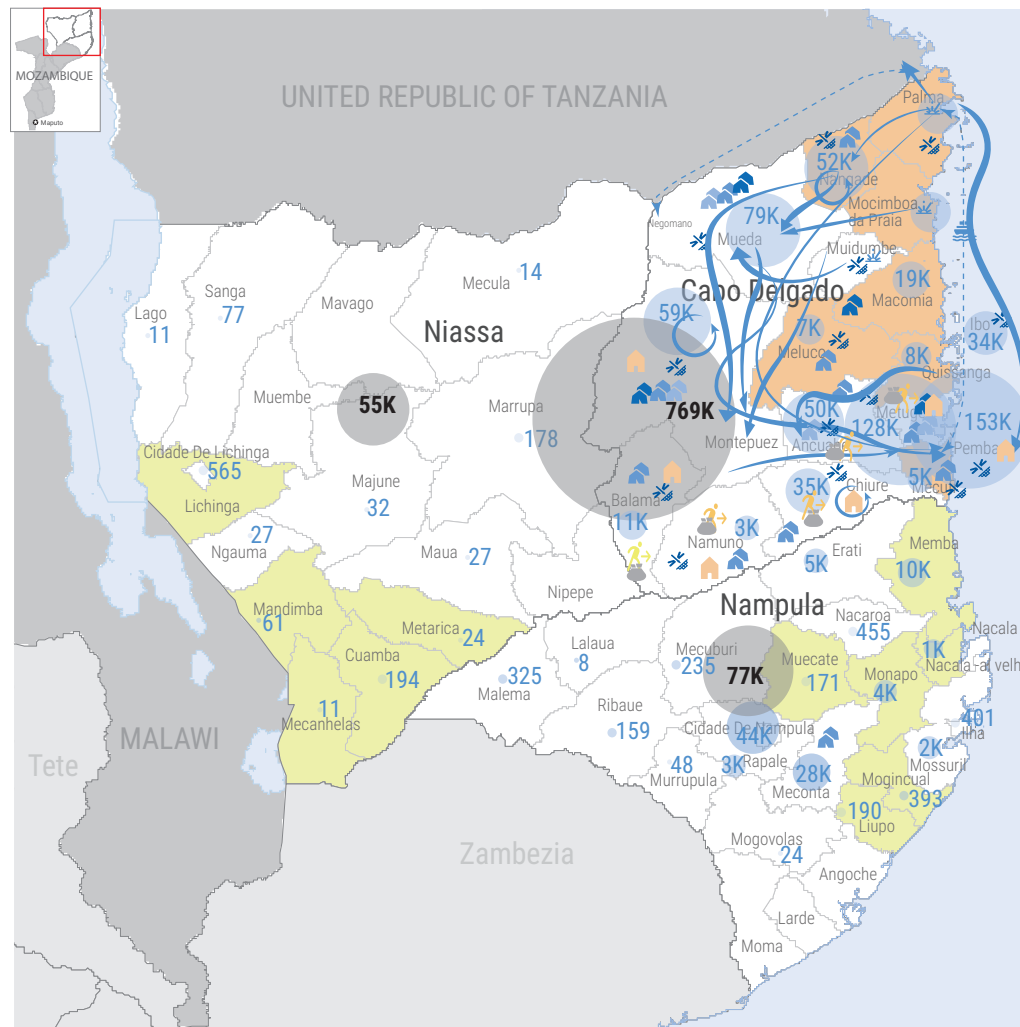 MOZAMBIQUE
Maputo
UNITED REPUBLIC OF TANZANIA
Palma
52K
Nangade
Mocimboa
da Praia
Negomano
79K
Mueda
Muidumbe
Cabo Delgado
19K
Macomia
14
Mecula
Sanga
77
Mavago
Lago
11
Niassa
59K
7K
Meluco
Ibo
34K
8K
Quissanga
Muembe
55K
Marrupa
178
769K
Montepuez
50K
Ancuabe
128K
153K
Pemba
5K
Cidade De Lichinga
565
Lichinga
Majune
32
Balama
11K
35K
Chiure
Namuno
3K
27
Ngauma
Maua
27
Nipepe
Erati
5K
Memba
10K
Mandimba
61
Metarica
24
Cuamba
194
11
Mecanhelas
Nampula
Lalaua
8
Mecuburi
235
77K
Nacaroa
455
Nacala
1K
Nacala-a velh
Muecate
171
Monapo
4K
325
Malema
Ribaue
159
Cidade De Nampula
44K
401
Ilha
2K
Mossuril
48
Murrupula
3K
Rapale
28K
Meconta
Mogincual
393
190
Liupo
MALAWI
Tete
Zambezia
Mogovolas
24
Angoche
Larde
Moma